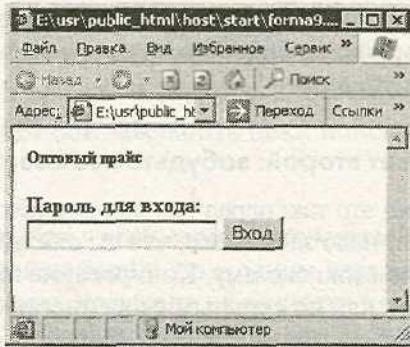 E:\usr\public_html\host\start\forma9....
Файл Правка Вид Избранное Сервис »
Назад Поиск »
Адрес: E:\usr\public_ht Переход Ссылки »
Оптовый прайс
Пароль для входа:
Вход
Мой компьютер